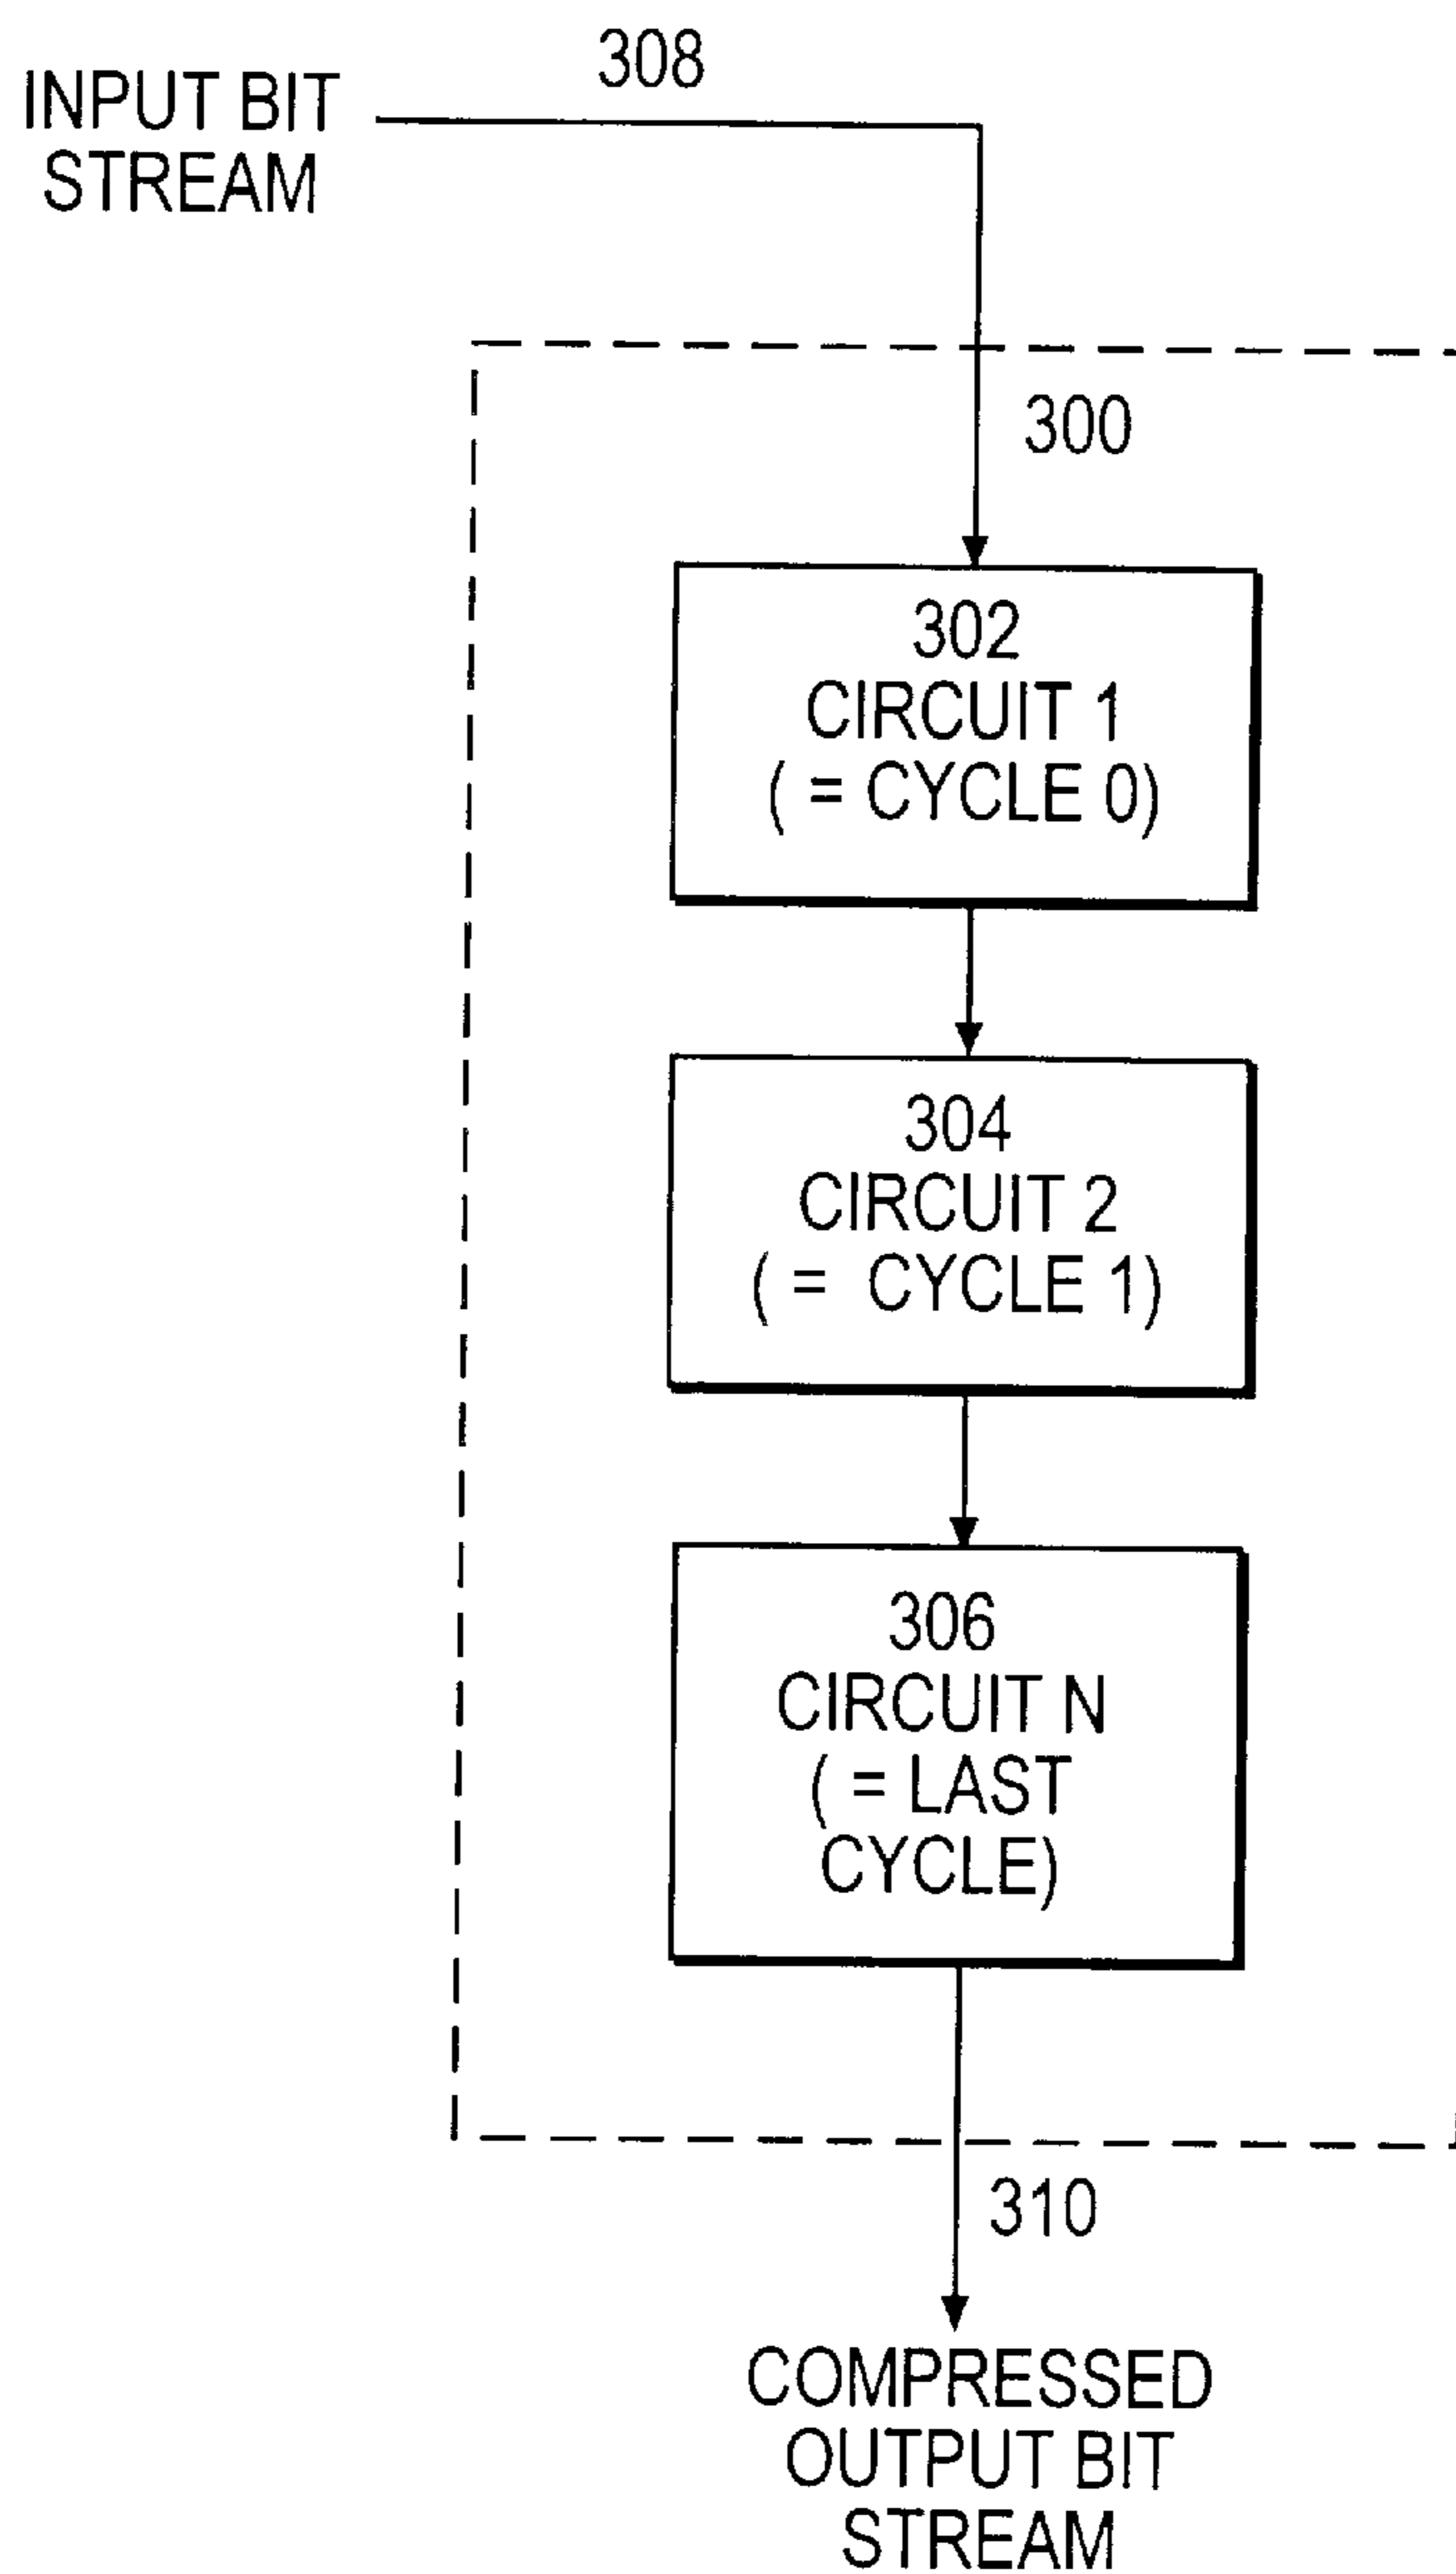 308
INPUT BIT
STREAM
300
302
CIRCUIT 1
( = CYCLE 0)
304
CIRCUIT 2
( = CYCLE 1)
306
CIRCUIT N
( = LAST
CYCLE)
310
COMPRESSED
OUTPUT BIT
STREAM